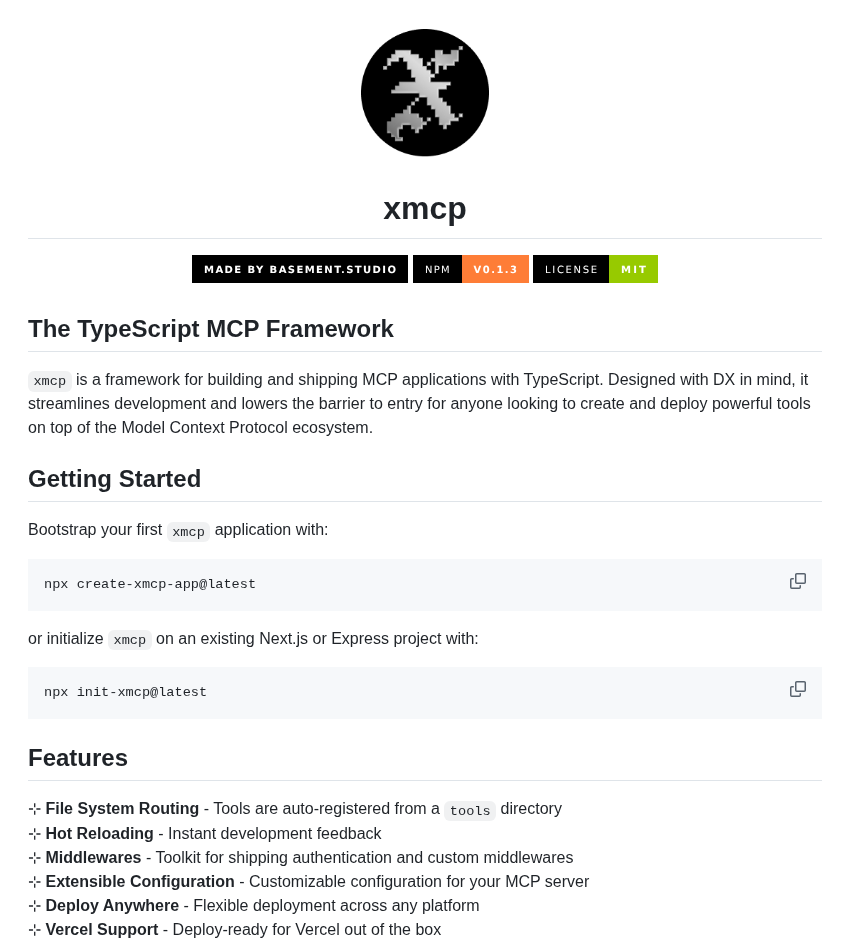 xmcp
MADE BY BASEMENT.STUDIO NPM V0.1.3 LICENSE MIT
The TypeScript MCP Framework
xmcp is a framework for building and shipping MCP applications with TypeScript. Designed with DX in mind, it
streamlines development and lowers the barrier to entry for anyone looking to create and deploy powerful tools
on top of the Model Context Protocol ecosystem.
Getting Started
Bootstrap your first xmcp application with:
npx create-xmcp-app@latest
or initialize xmcp on an existing Next.js or Express project with:
npx init-xmcp@latest
Features
⊹ File System Routing - Tools are auto-registered from a tools directory
⊹ Hot Reloading - Instant development feedback
⊹ Middlewares - Toolkit for shipping authentication and custom middlewares
⊹ Extensible Configuration - Customizable configuration for your MCP server
⊹ Deploy Anywhere - Flexible deployment across any platform
⊹ Vercel Support - Deploy-ready for Vercel out of the box